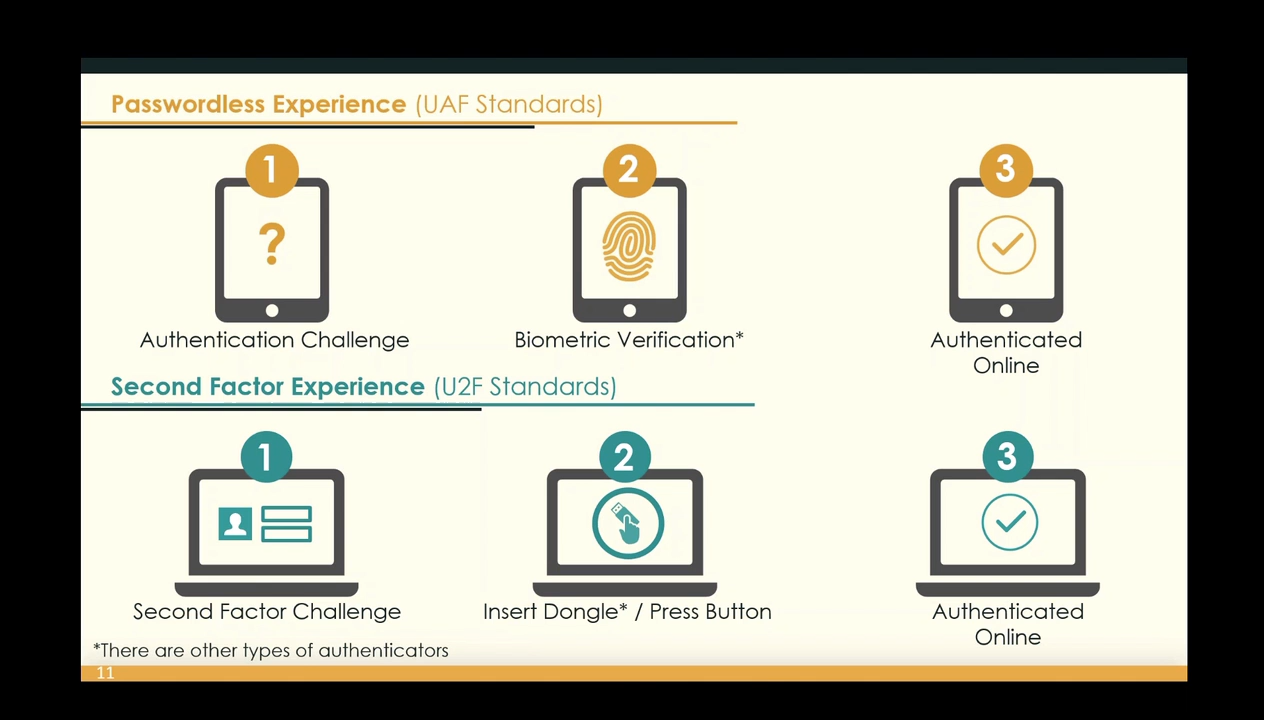 Passwordless Experience (UAF Standards)
1
2
3
?
Authentication Challenge
Biometric Verification*
Authenticated
Online
Second Factor Experience (U2F Standards)
1
2
3
Second Factor Challenge
Insert Dongle* / Press Button
Authenticated
Online
*There are other types of authenticators
11